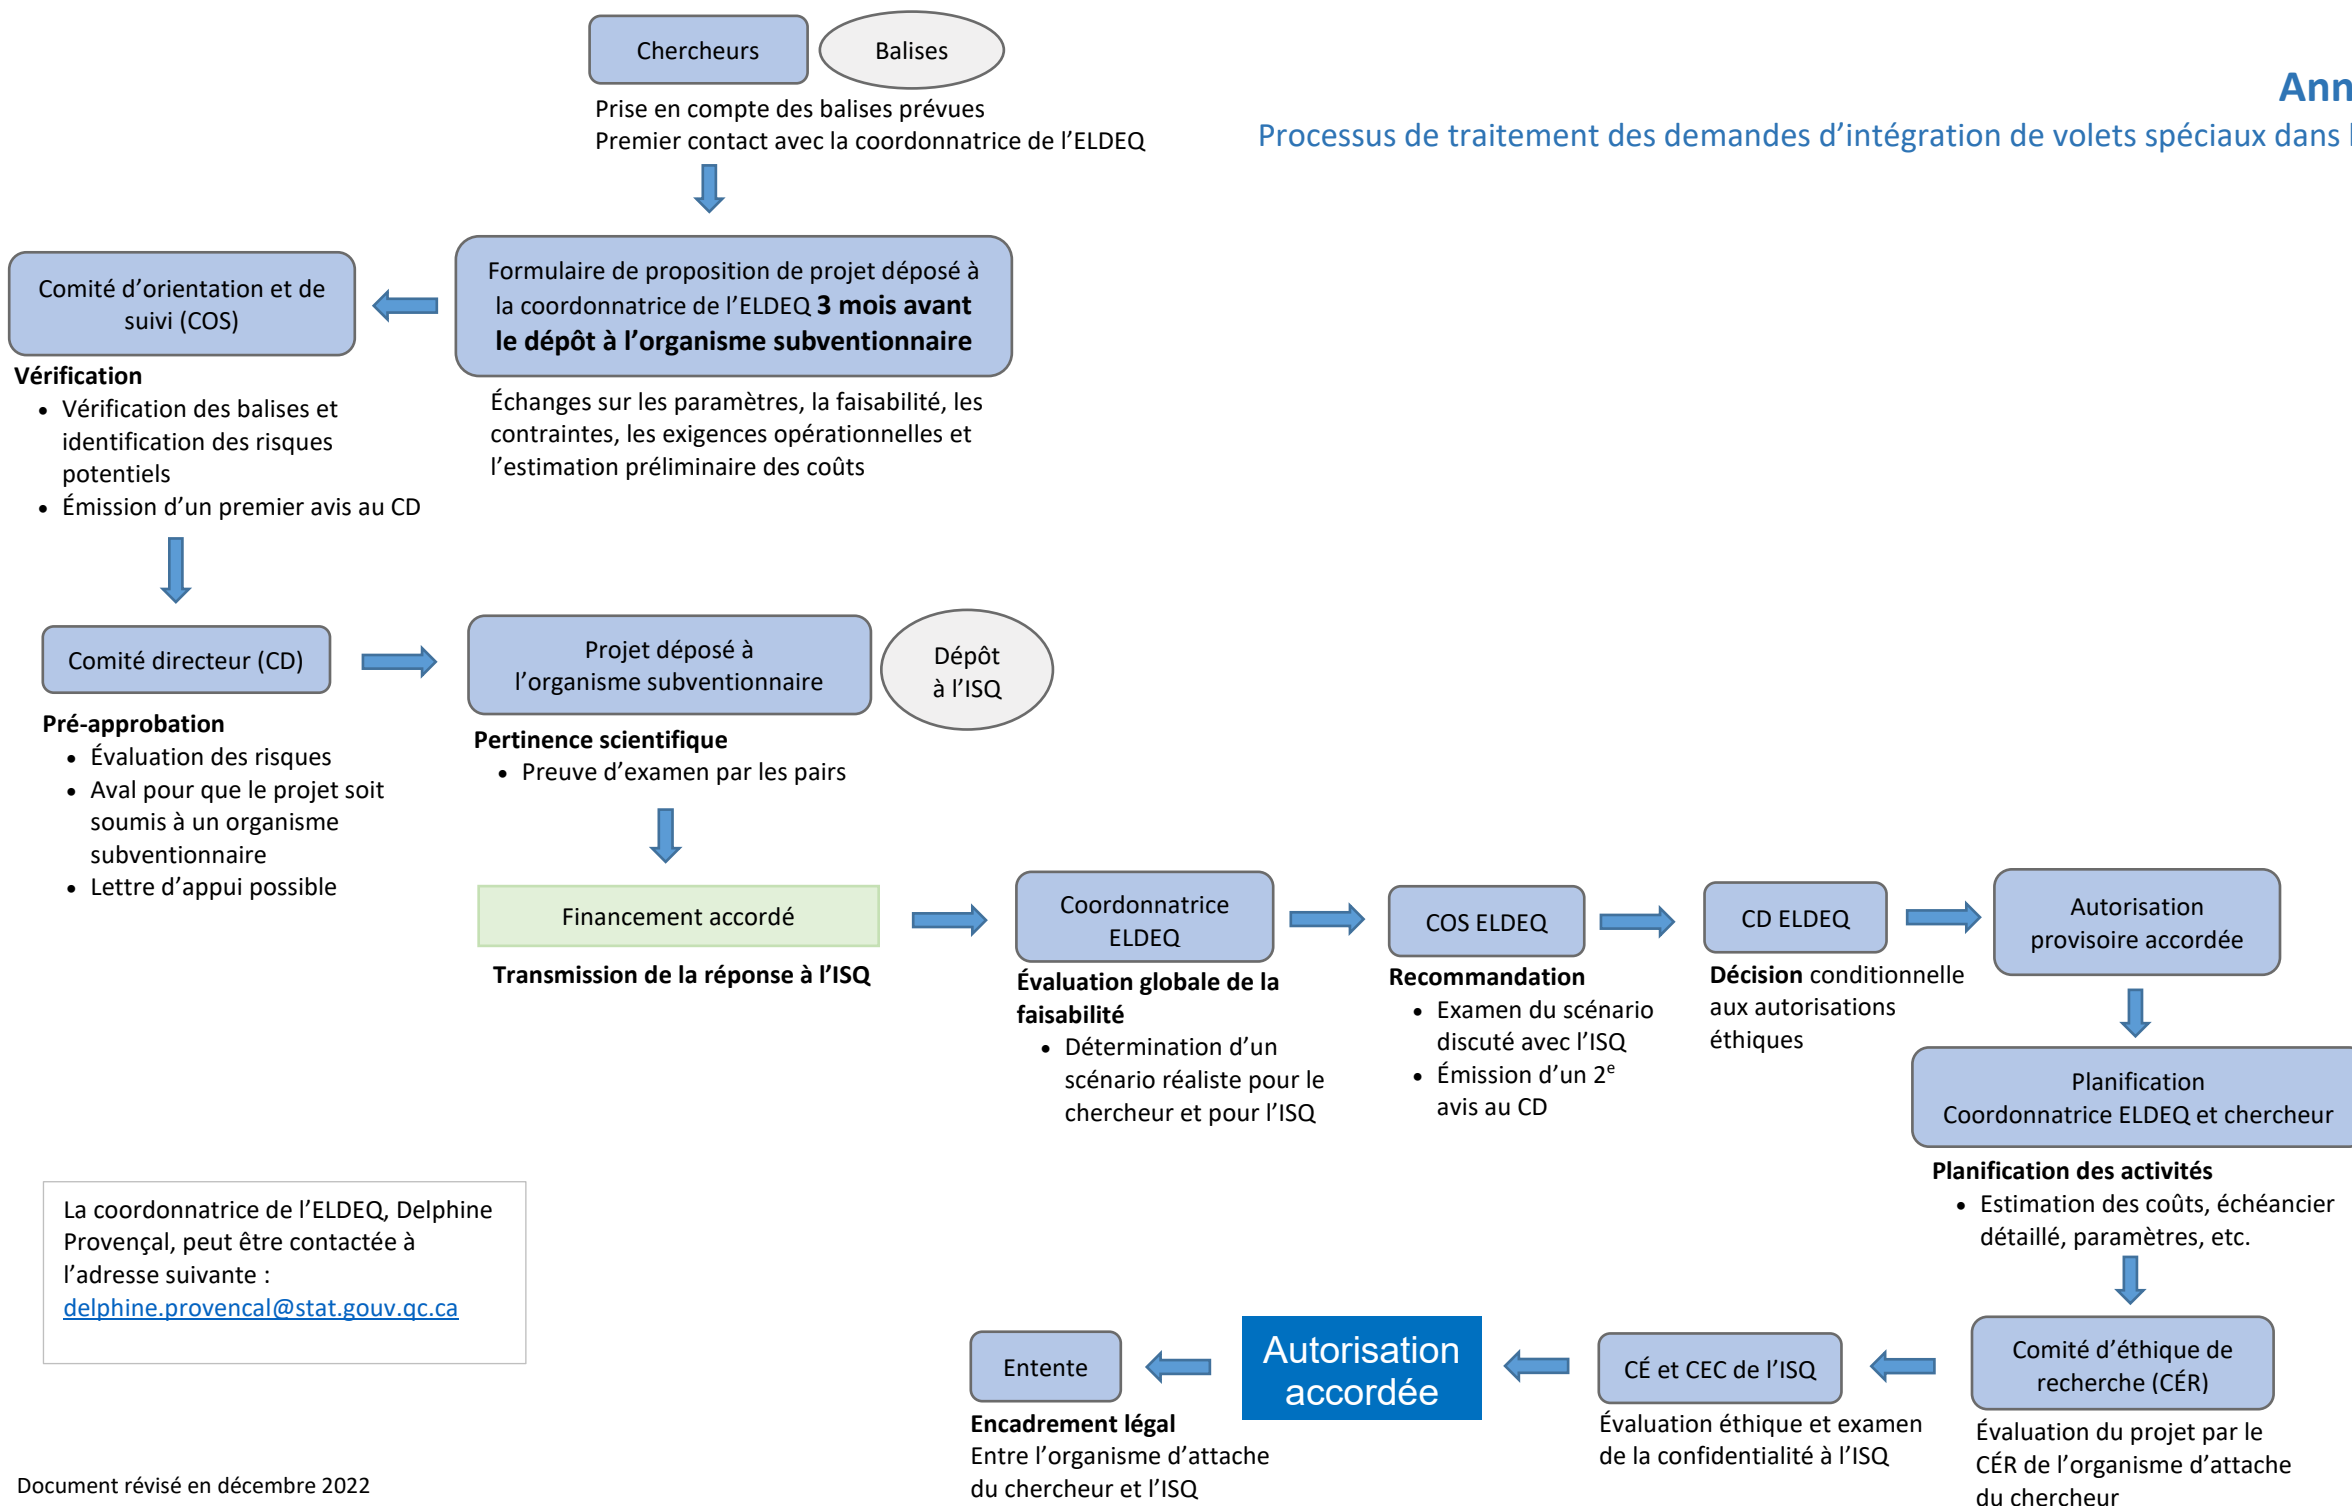 Chercheurs
Balises
Prise en compte des balises prévues
Premier contact avec la coordonnatrice de l’ELDEQ
Ann
Processus de traitement des demandes d’intégration de volets spéciaux dans l
Formulaire de proposition de projet déposé à
la coordonnatrice de l’ELDEQ 3 mois avant
le dépôt à l’organisme subventionnaire
Échanges sur les paramètres, la faisabilité, les
contraintes, les exigences opérationnelles et
l’estimation préliminaire des coûts
Comité d’orientation et de
suivi (COS)
Vérification
• Vérification des balises et
identification des risques
potentiels
• Émission d’un premier avis au CD
Comité directeur (CD)
Pré-approbation
• Évaluation des risques
• Aval pour que le projet soit
soumis à un organisme
subventionnaire
• Lettre d’appui possible
Projet déposé à
l’organisme subventionnaire
Dépôt
à l’ISQ
Pertinence scientifique
• Preuve d’examen par les pairs
Financement accordé
Transmission de la réponse à l’ISQ
Coordonnatrice
ELDEQ
Évaluation globale de la
faisabilité
• Détermination d’un
scénario réaliste pour le
chercheur et pour l’ISQ
COS ELDEQ
Recommandation
• Examen du scénario
discuté avec l’ISQ
• Émission d’un 2e
avis au CD
CD ELDEQ
Décision conditionnelle
aux autorisations
éthiques
Autorisation
provisoire accordée
Planification
Coordonnatrice ELDEQ et chercheur
Planification des activités
• Estimation des coûts, échéancier
détaillé, paramètres, etc.
Comité d’éthique de
recherche (CÉR)
Évaluation du projet par le
CÉR de l’organisme d’attache
du chercheur
CÉ et CEC de l’ISQ
Évaluation éthique et examen
de la confidentialité à l’ISQ
Autorisation
accordée
Entente
Encadrement légal
Entre l’organisme d’attache
du chercheur et l’ISQ
La coordonnatrice de l’ELDEQ, Delphine
Provençal, peut être contactée à
l’adresse suivante :
delphine.provencal@stat.gouv.qc.ca
Document révisé en décembre 2022